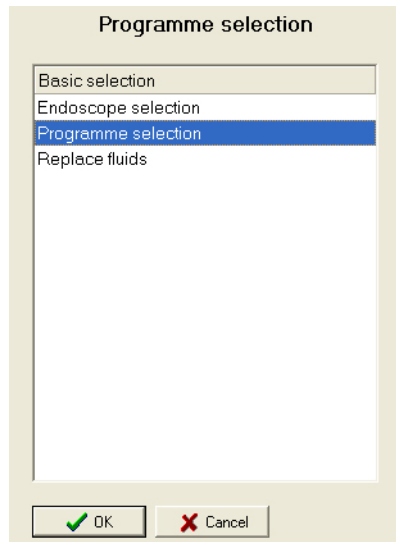 Programme selection
Basic selection
Endoscope selection
Programme selection
Replace fluids
OK
Cancel